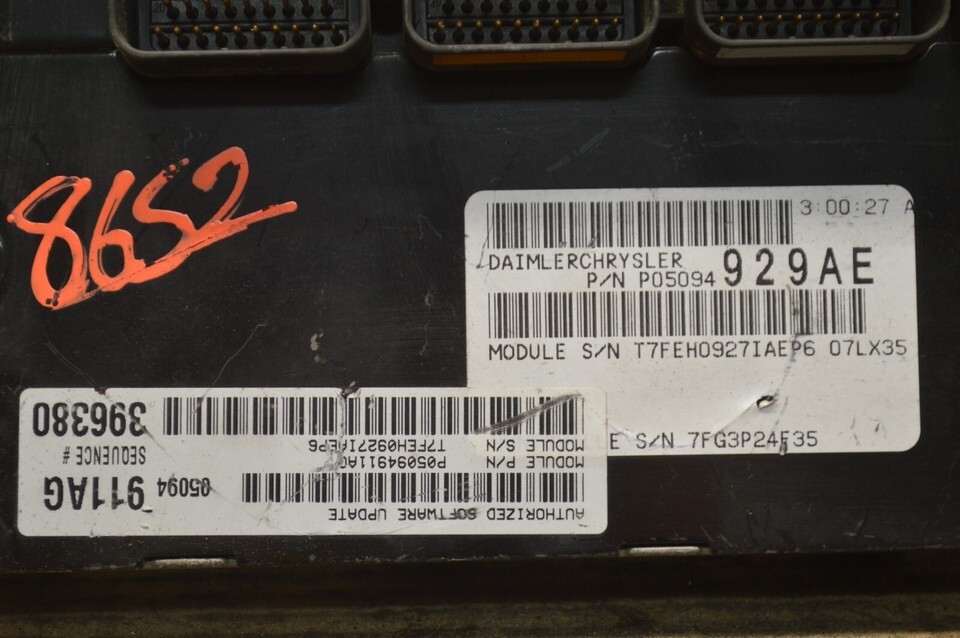 8652
3:00:27 A
DAIMLERCHRYSLER
P/N P05094 929AE
MODULE S/N T7FEH0927IAEP6 07LX35
E S/N 7FG3P24F35
AUTHORIZED SOFTWARE UPDATE
05094 911AG
MODULE P/N P05094911AG
MODULE S/N T7FEH0927IAEP6
SEQUENCE #
396380